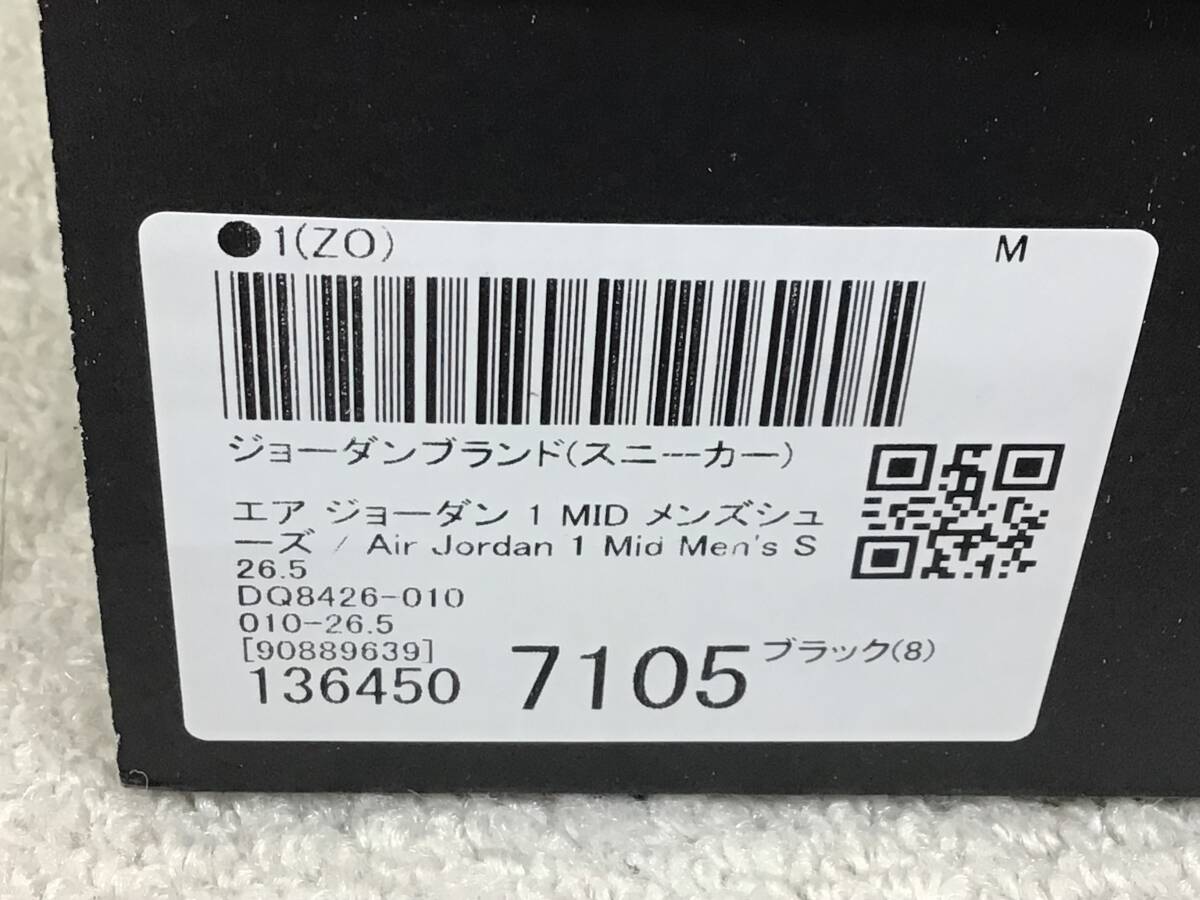 ●1(ZO) M
ジョーダンブランド(スニーカー)
エア ジョーダン 1 MID メンズシュ
ーズ / Air Jordan 1 Mid Men's S
26.5
DQ8426-010
010-26.5
[90889639]
136450 7105 ブラック(8)